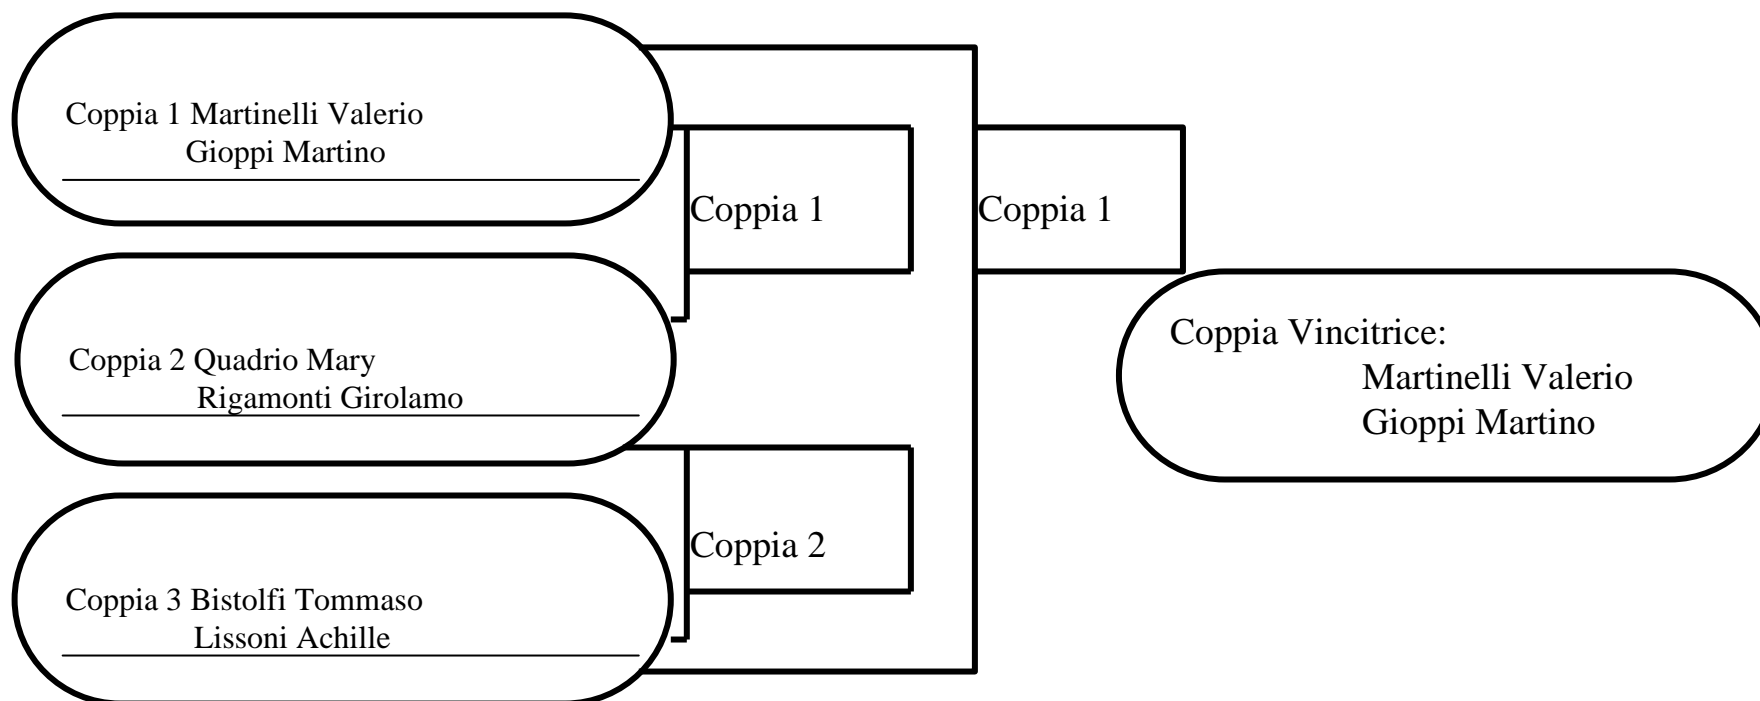 Coppia 1 Martinelli Valerio
Gioppi Martino
Coppia 1
Coppia 1
Coppia 2 Quadrio Mary
Rigamonti Girolamo
Coppia Vincitrice:
Martinelli Valerio
Gioppi Martino
Coppia 2
Coppia 3 Bistolfi Tommaso
Lissoni Achille